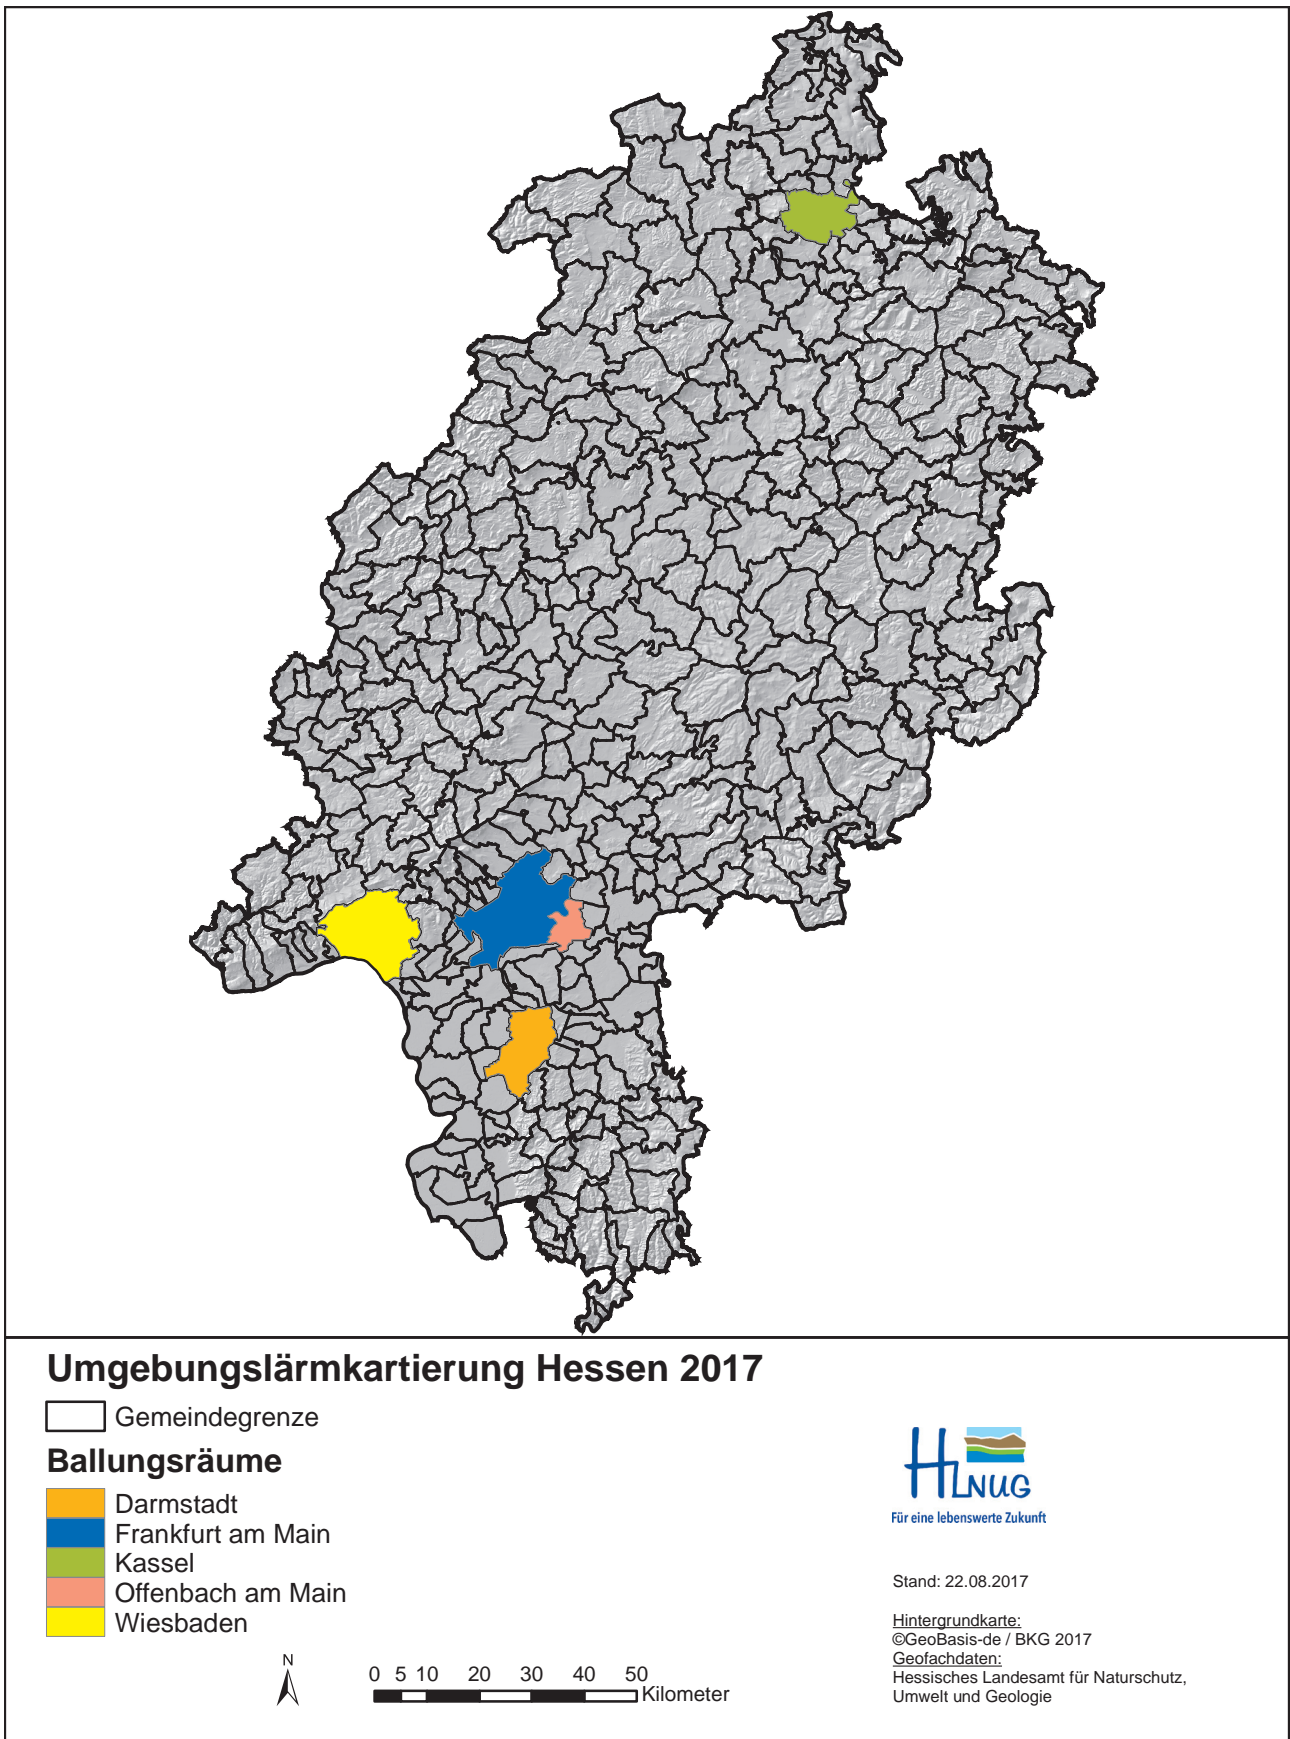 Umgebungslärmkartierung Hessen 2017
Gemeindegrenze
Ballungsräume
Darmstadt
Frankfurt am Main
Kassel
Offenbach am Main
Wiesbaden
N
0 5 10 20 30 40 50
Kilometer
HLNUG
Für eine lebenswerte Zukunft
Stand: 22.08.2017
Hintergrundkarte:
©GeoBasis-de / BKG 2017
Geofachdaten:
Hessisches Landesamt für Naturschutz,
Umwelt und Geologie